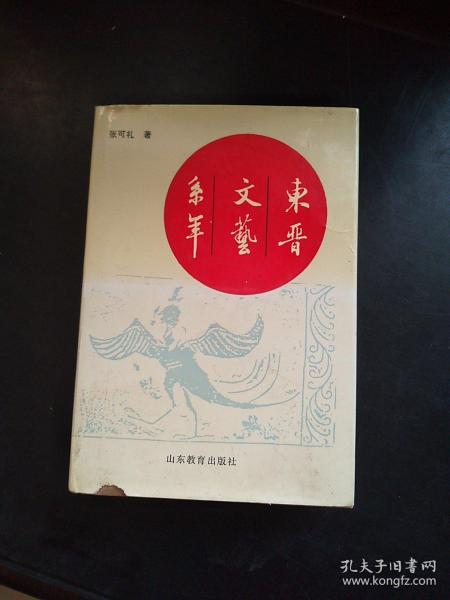 张可礼 著
東晋
文藝
系年
山东教育出版社
孔夫子旧书网
www.kongfz.com